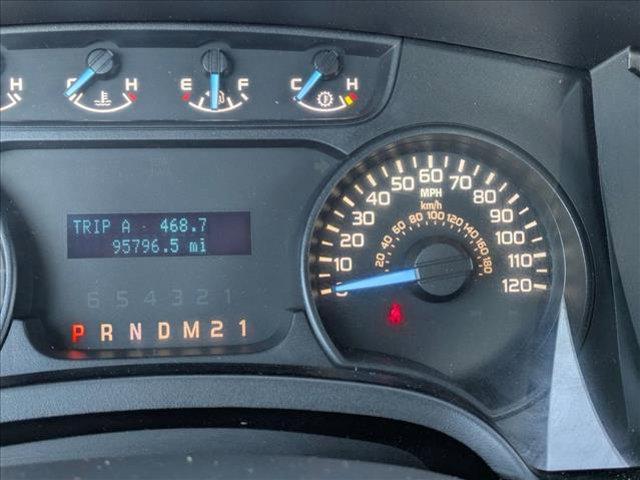 H
C H
E F
C H
TRIP A 468.7
95796.5 mi
6 5 4 3 2 1
P R N D M 2 1
10 20 30 40 50 60 70 80 90 100 110 120
MPH
km/h
20 40 60 80 100 120 140 160 180